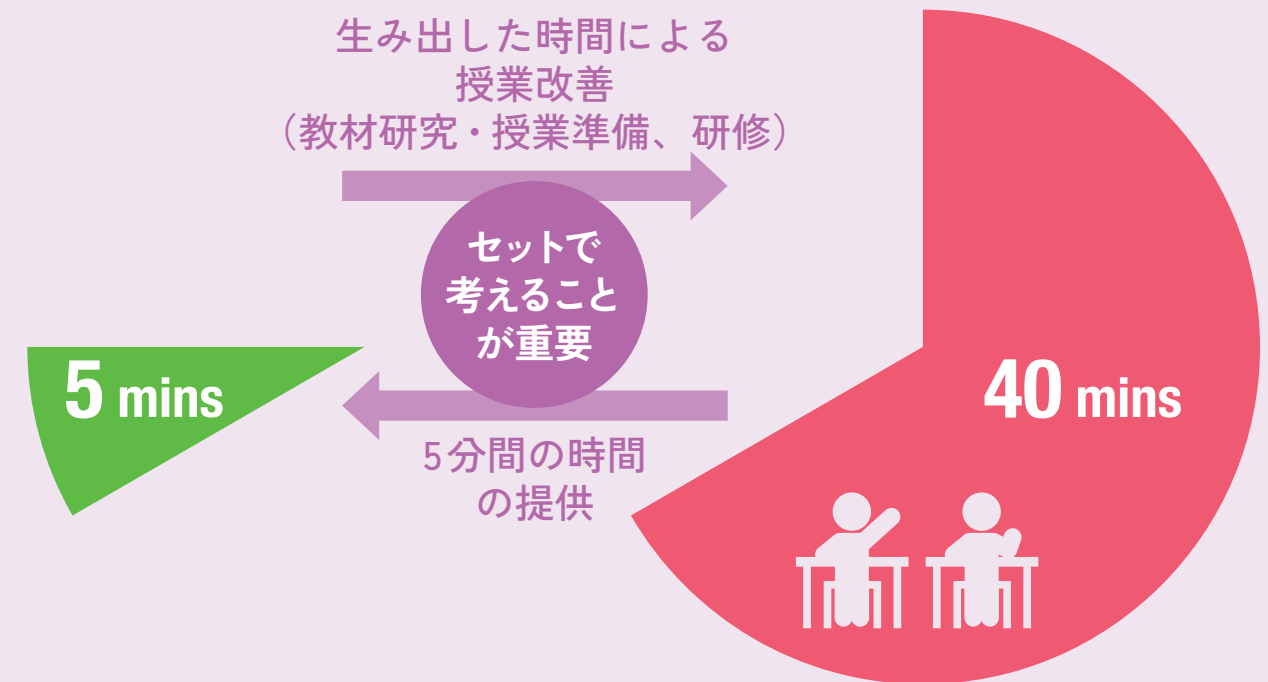 生み出した時間による
授業改善
（教材研究・授業準備、研修）
セットで
考えること
が重要
5 mins
40 mins
5分間の時間
の提供